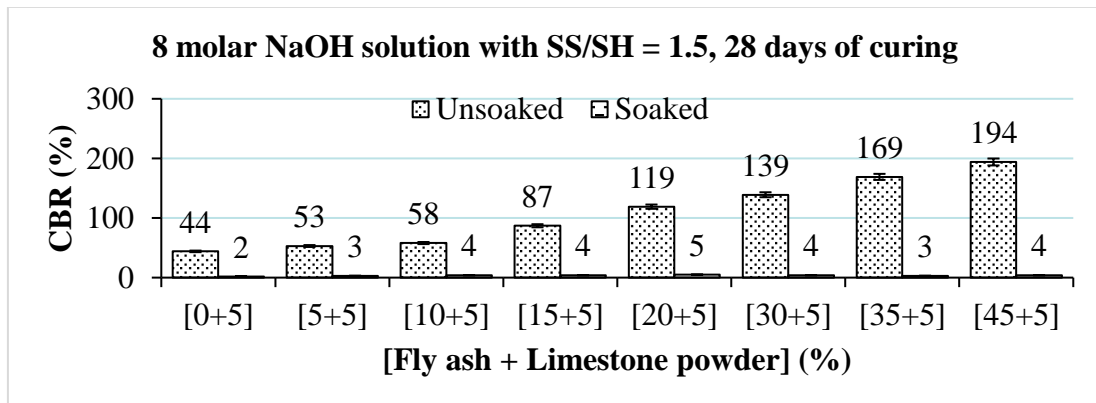 8 molar NaOH solution with SS/SH = 1.5, 28 days of curing
300
Unsoaked Soaked
200
100
0
CBR (%)
44 2 53 3 58 4 87 4 119 5 139 4 169 3 194 4
[0+5] [5+5] [10+5] [15+5] [20+5] [30+5] [35+5] [45+5]
[Fly ash + Limestone powder] (%)